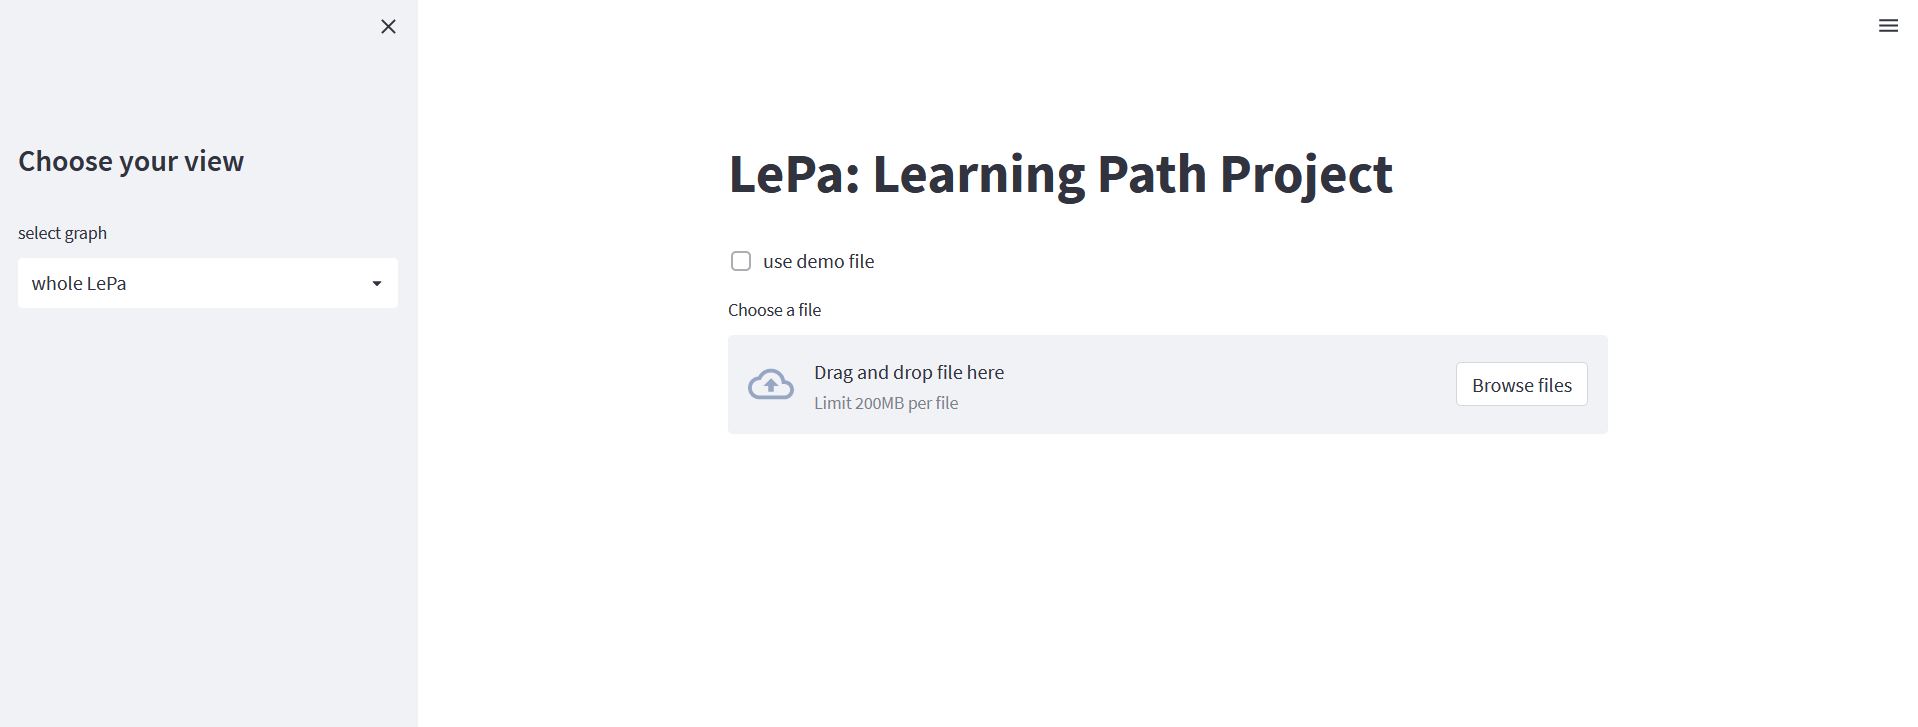 Choose your view
select graph
whole LePa
LePa: Learning Path Project
use demo file
Choose a file
Drag and drop file here
Limit 200MB per file
Browse files